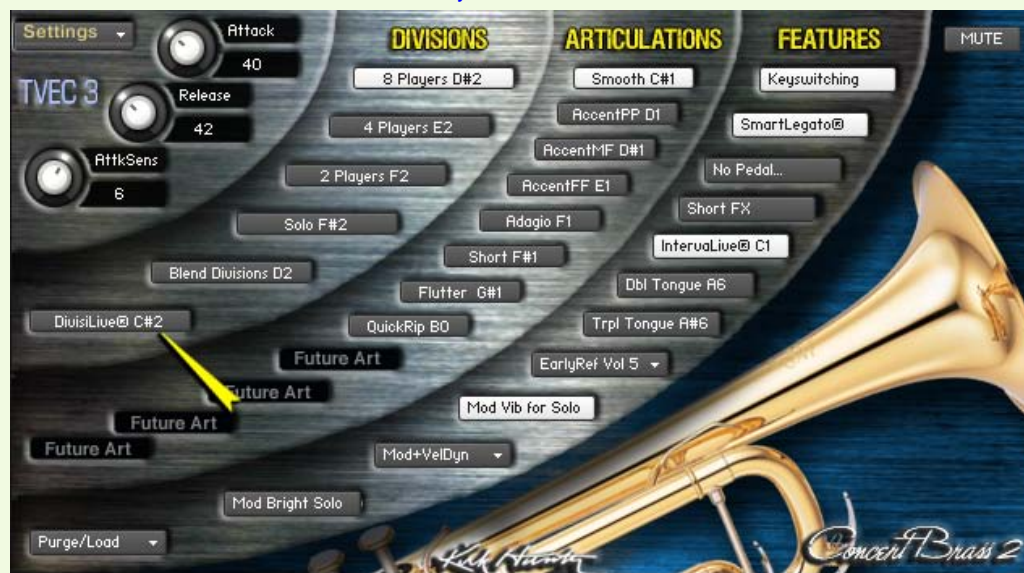 Settings
Attack
40
TVEC 3
Release
42
AttkSens
6
DIVISIONS
8 Players D#2
4 Players E2
2 Players F2
Solo F#2
Blend Divisions D2
DivisiLive® C#2
ARTICULATIONS
Smooth C#1
AccentPP D1
AccentMF D#1
AccentFF E1
Adagio F1
Short F#1
Flutter G#1
QuickRip B0
Future Art
Future Art
Future Art
Future Art
FEATURES
Keyswitching
SmartLegato®
No Pedal...
Short FX
IntervaLive® C1
Dbl Tongue A6
Trpl Tongue A#6
EarlyRef Vol 5
Mod Vib for Solo
Mod+VelDyn
Mod Bright Solo
MUTE
Purge/Load
Kirk Hunter
Concert Brass 2